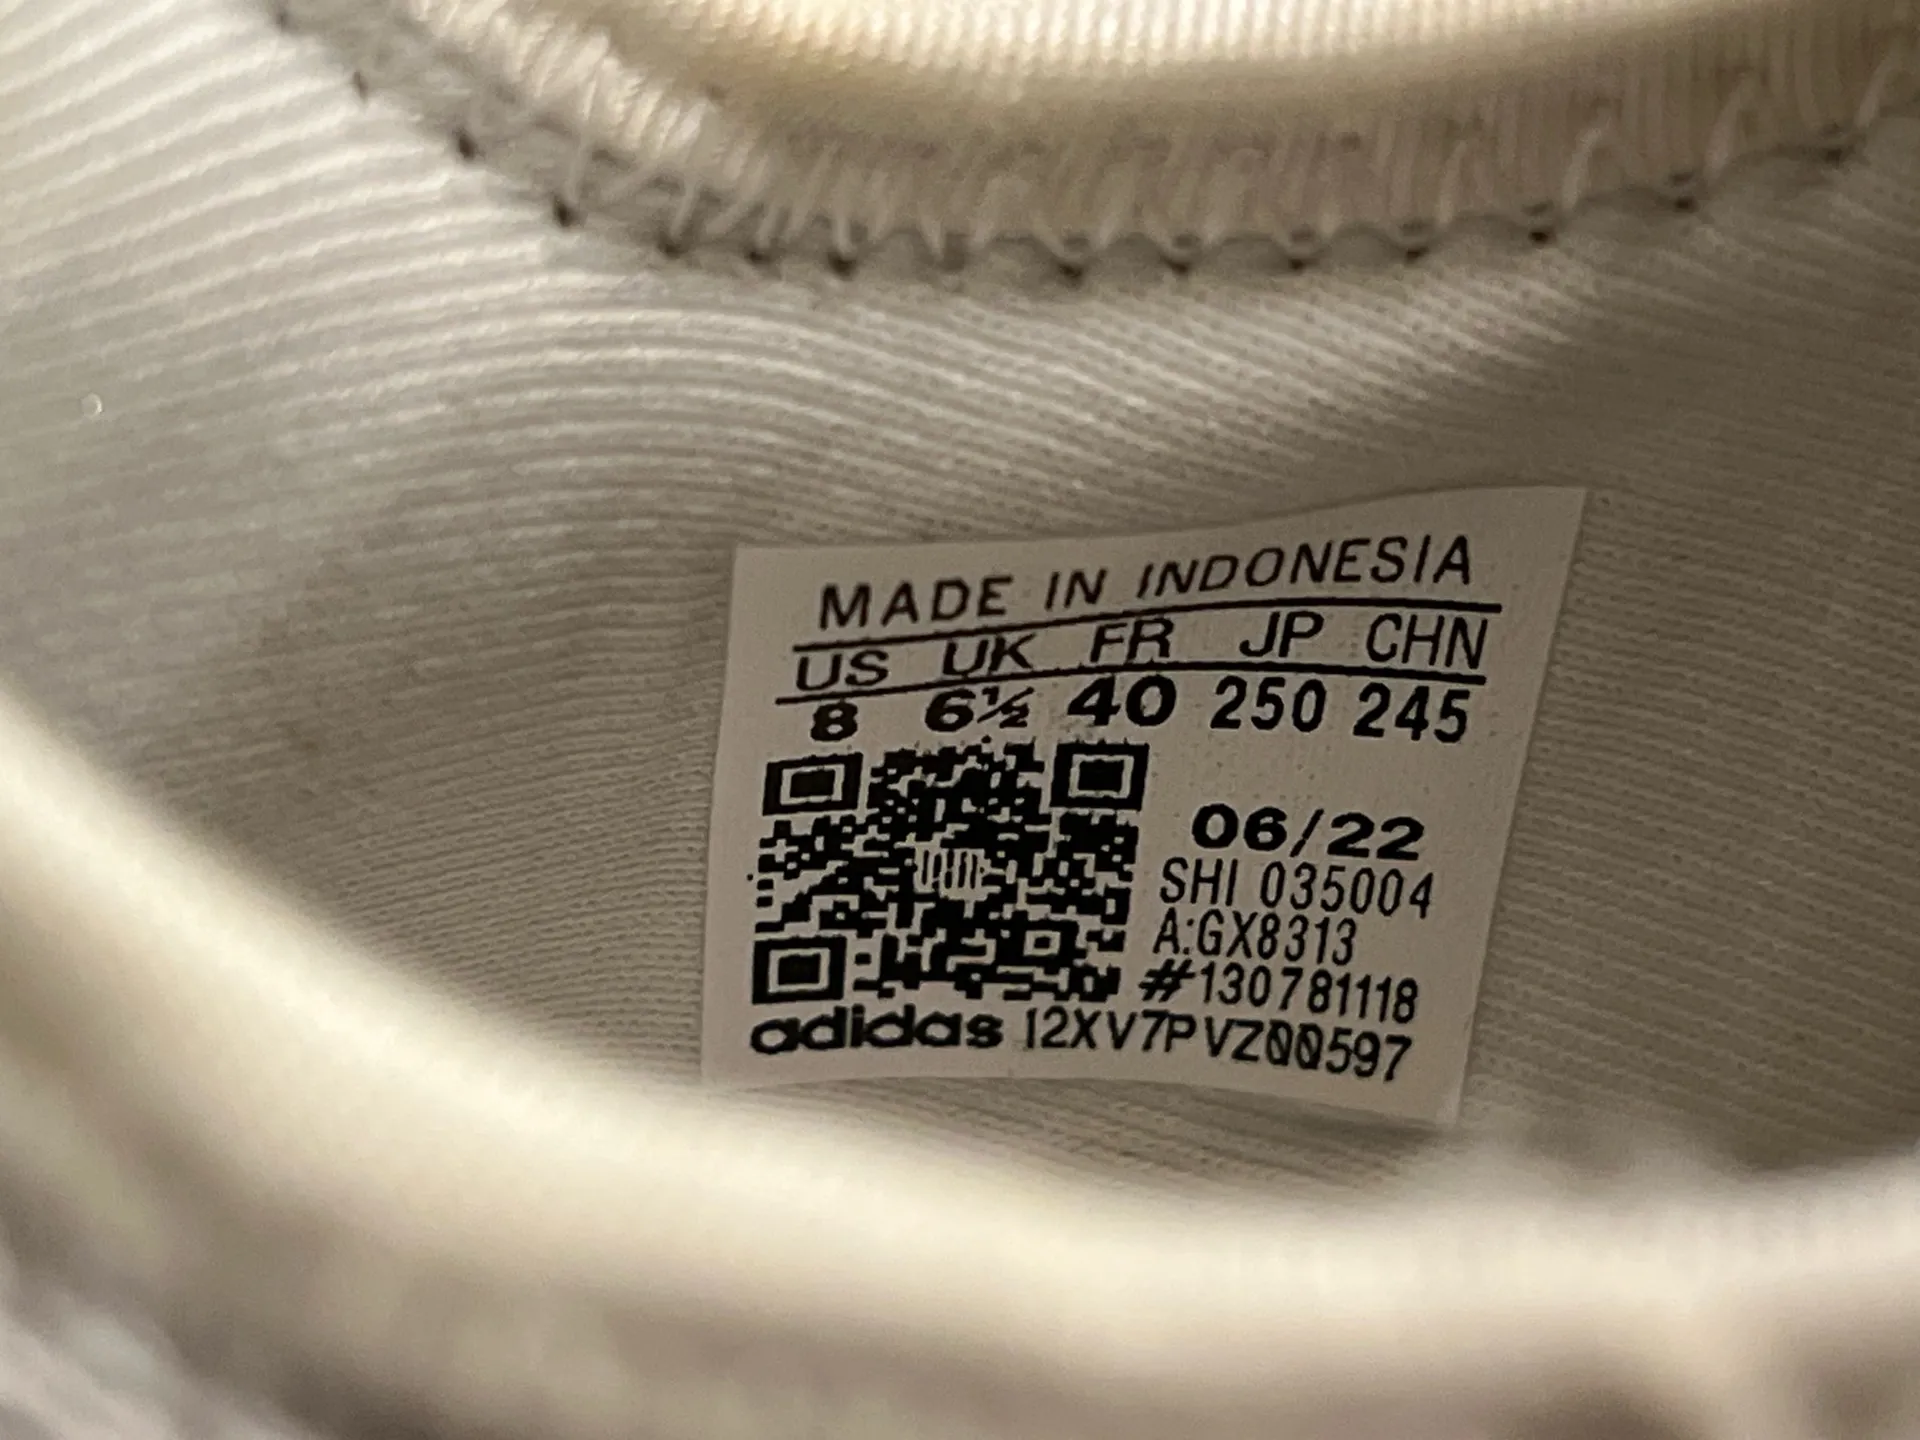 MADE IN INDONESIA
US UK FR JP CHN
8 6½ 40 250 245
06/22
SHI 035004
A:GX8313
#130781118
adidas 12XV7PVZ00597